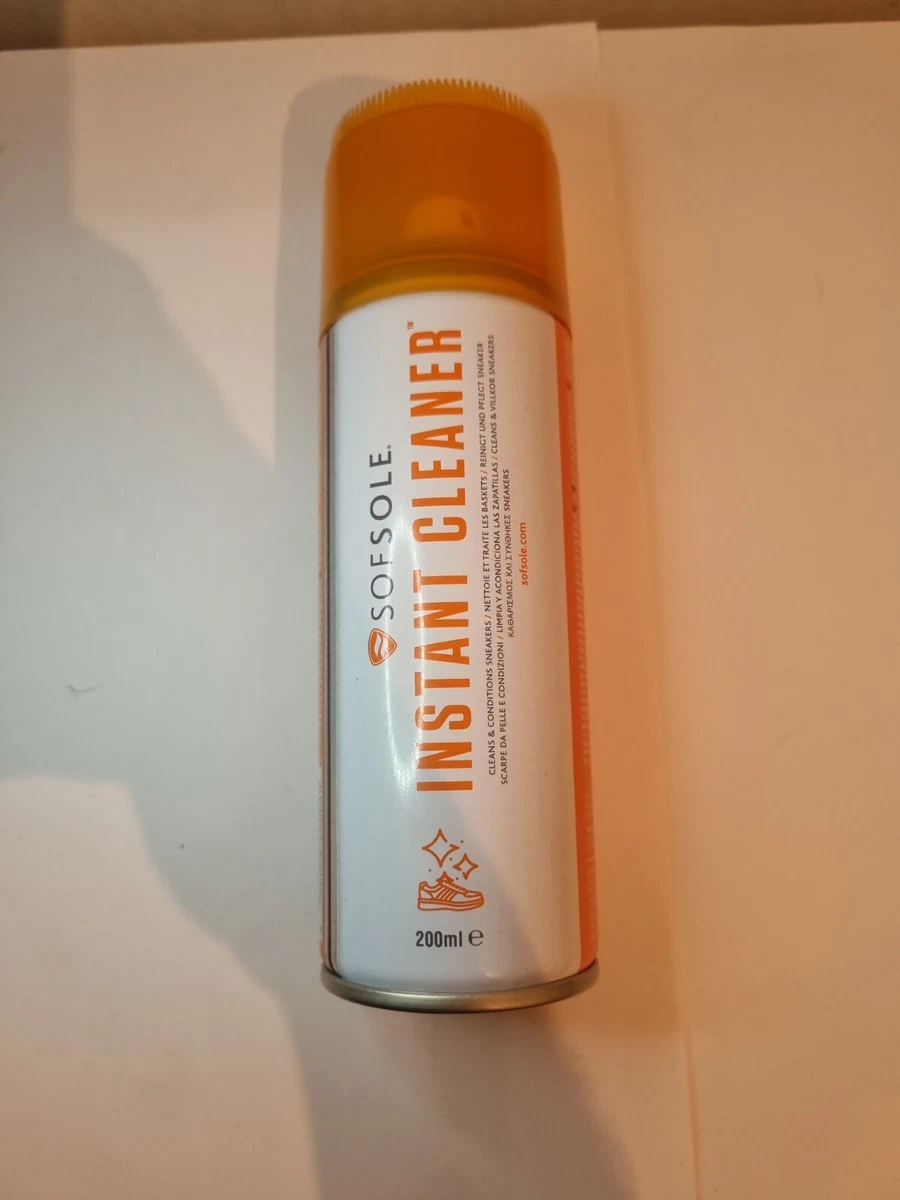 SOFSOLE®
INSTANT CLEANER™
CLEANS & CONDITIONS SNEAKERS / NETTOIE ET TRAITE LES BASKETS / REINIGT UND PFLEGT SNEAKER
SCARPE DA PELLE E CONDIZIONI / LIMPIA Y ACONDICIONA LAS ZAPATILLAS / CLEANS & VILLKOR SNEAKERS
ΚΑΘΑΡΙΣΜΟΣ ΚΑΙ ΣΥΝΘΗΚΕΣ SNEAKERS
sofsole.com
200ml ℮